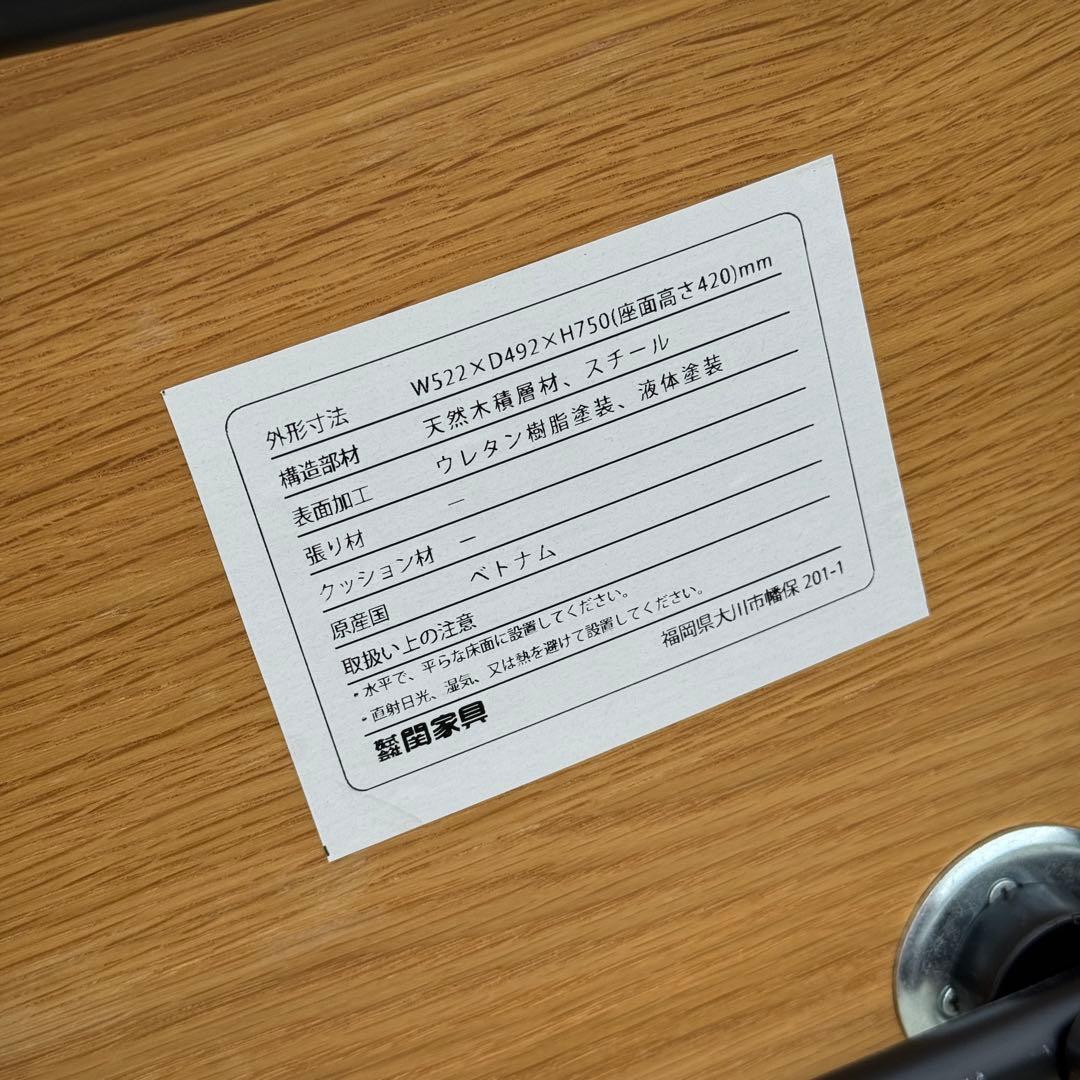 外形寸法 W522×D492×H750(座面高さ420)mm
構造部材 天然木積層材、スチール
表面加工 ウレタン樹脂塗装、液体塗装
張り材 −
クッション材 −
原産国 ベトナム
取扱い上の注意
・水平で、平らな床面に設置してください。
・直射日光、湿気、又は熱を避けて設置してください。
株式会社 関家具 福岡県大川市幡保 201-1